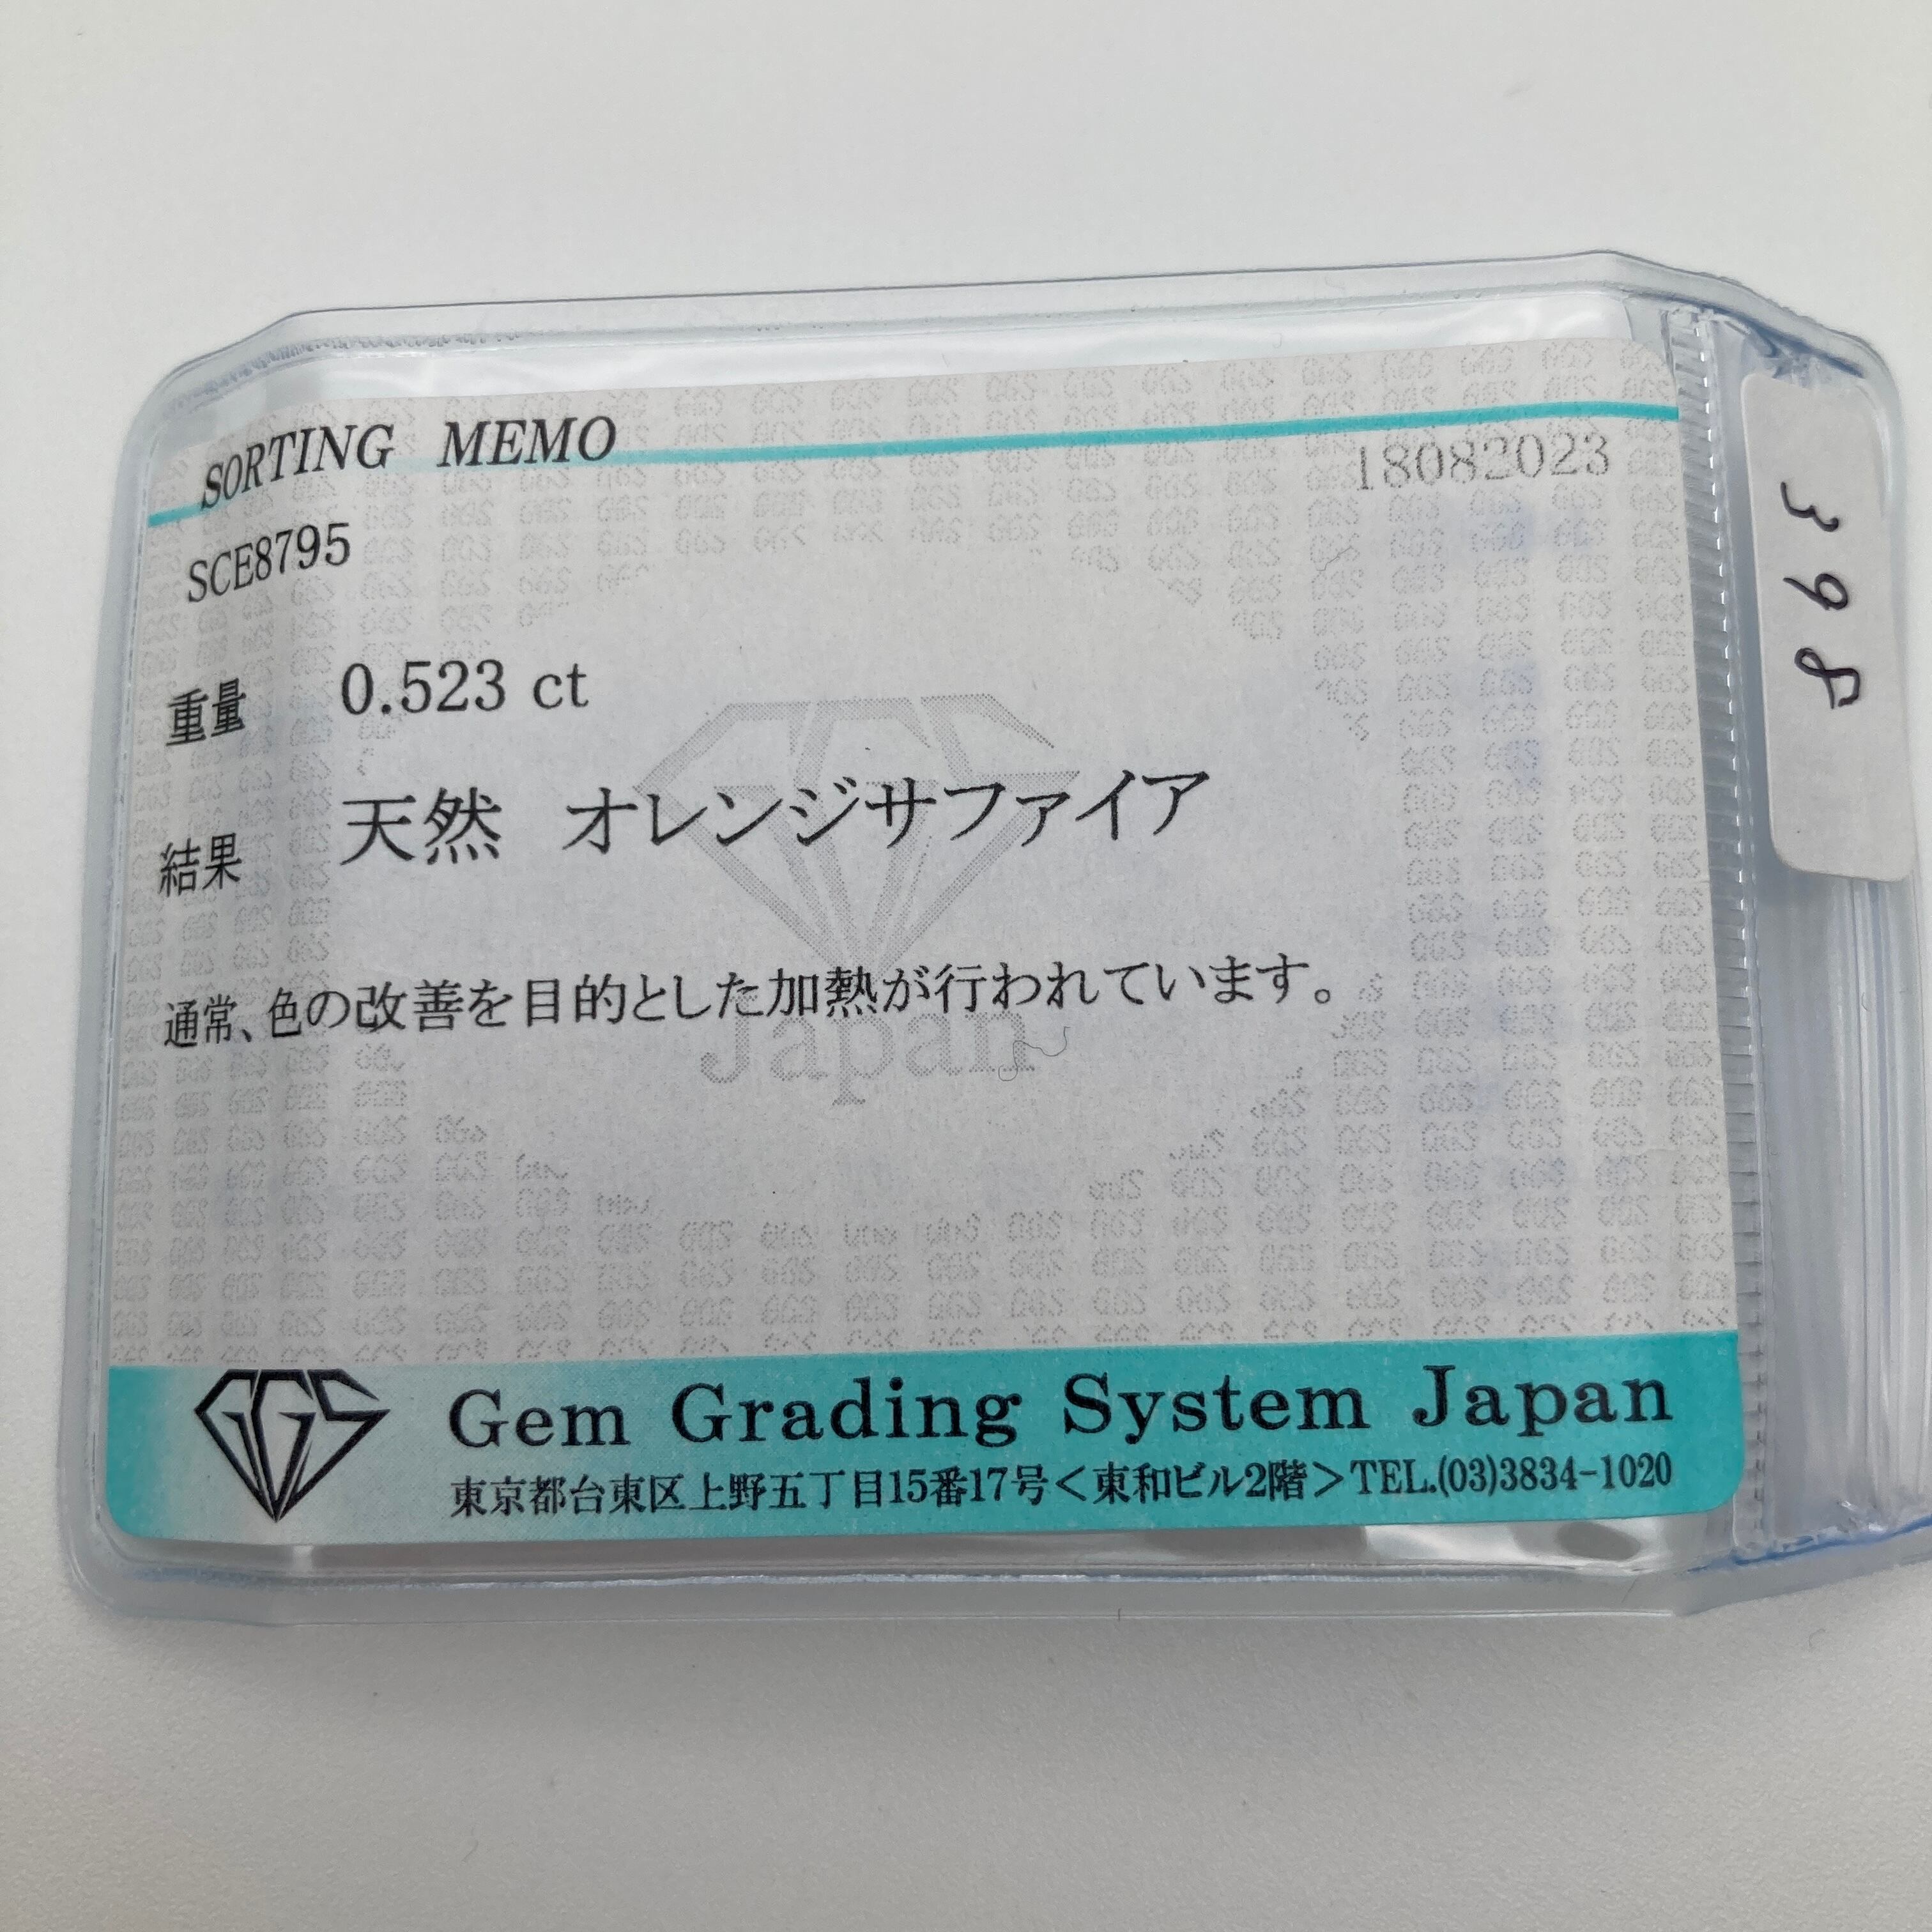 SORTING MEMO
18082023
SCE8795
重量 0.523 ct
結果 天然 オレンジサファイア
通常、色の改善を目的とした加熱が行われています。
Japan
GGS
Gem Grading System Japan
東京都台東区上野五丁目15番17号<東和ビル2階>TEL.(03)3834-1020
398